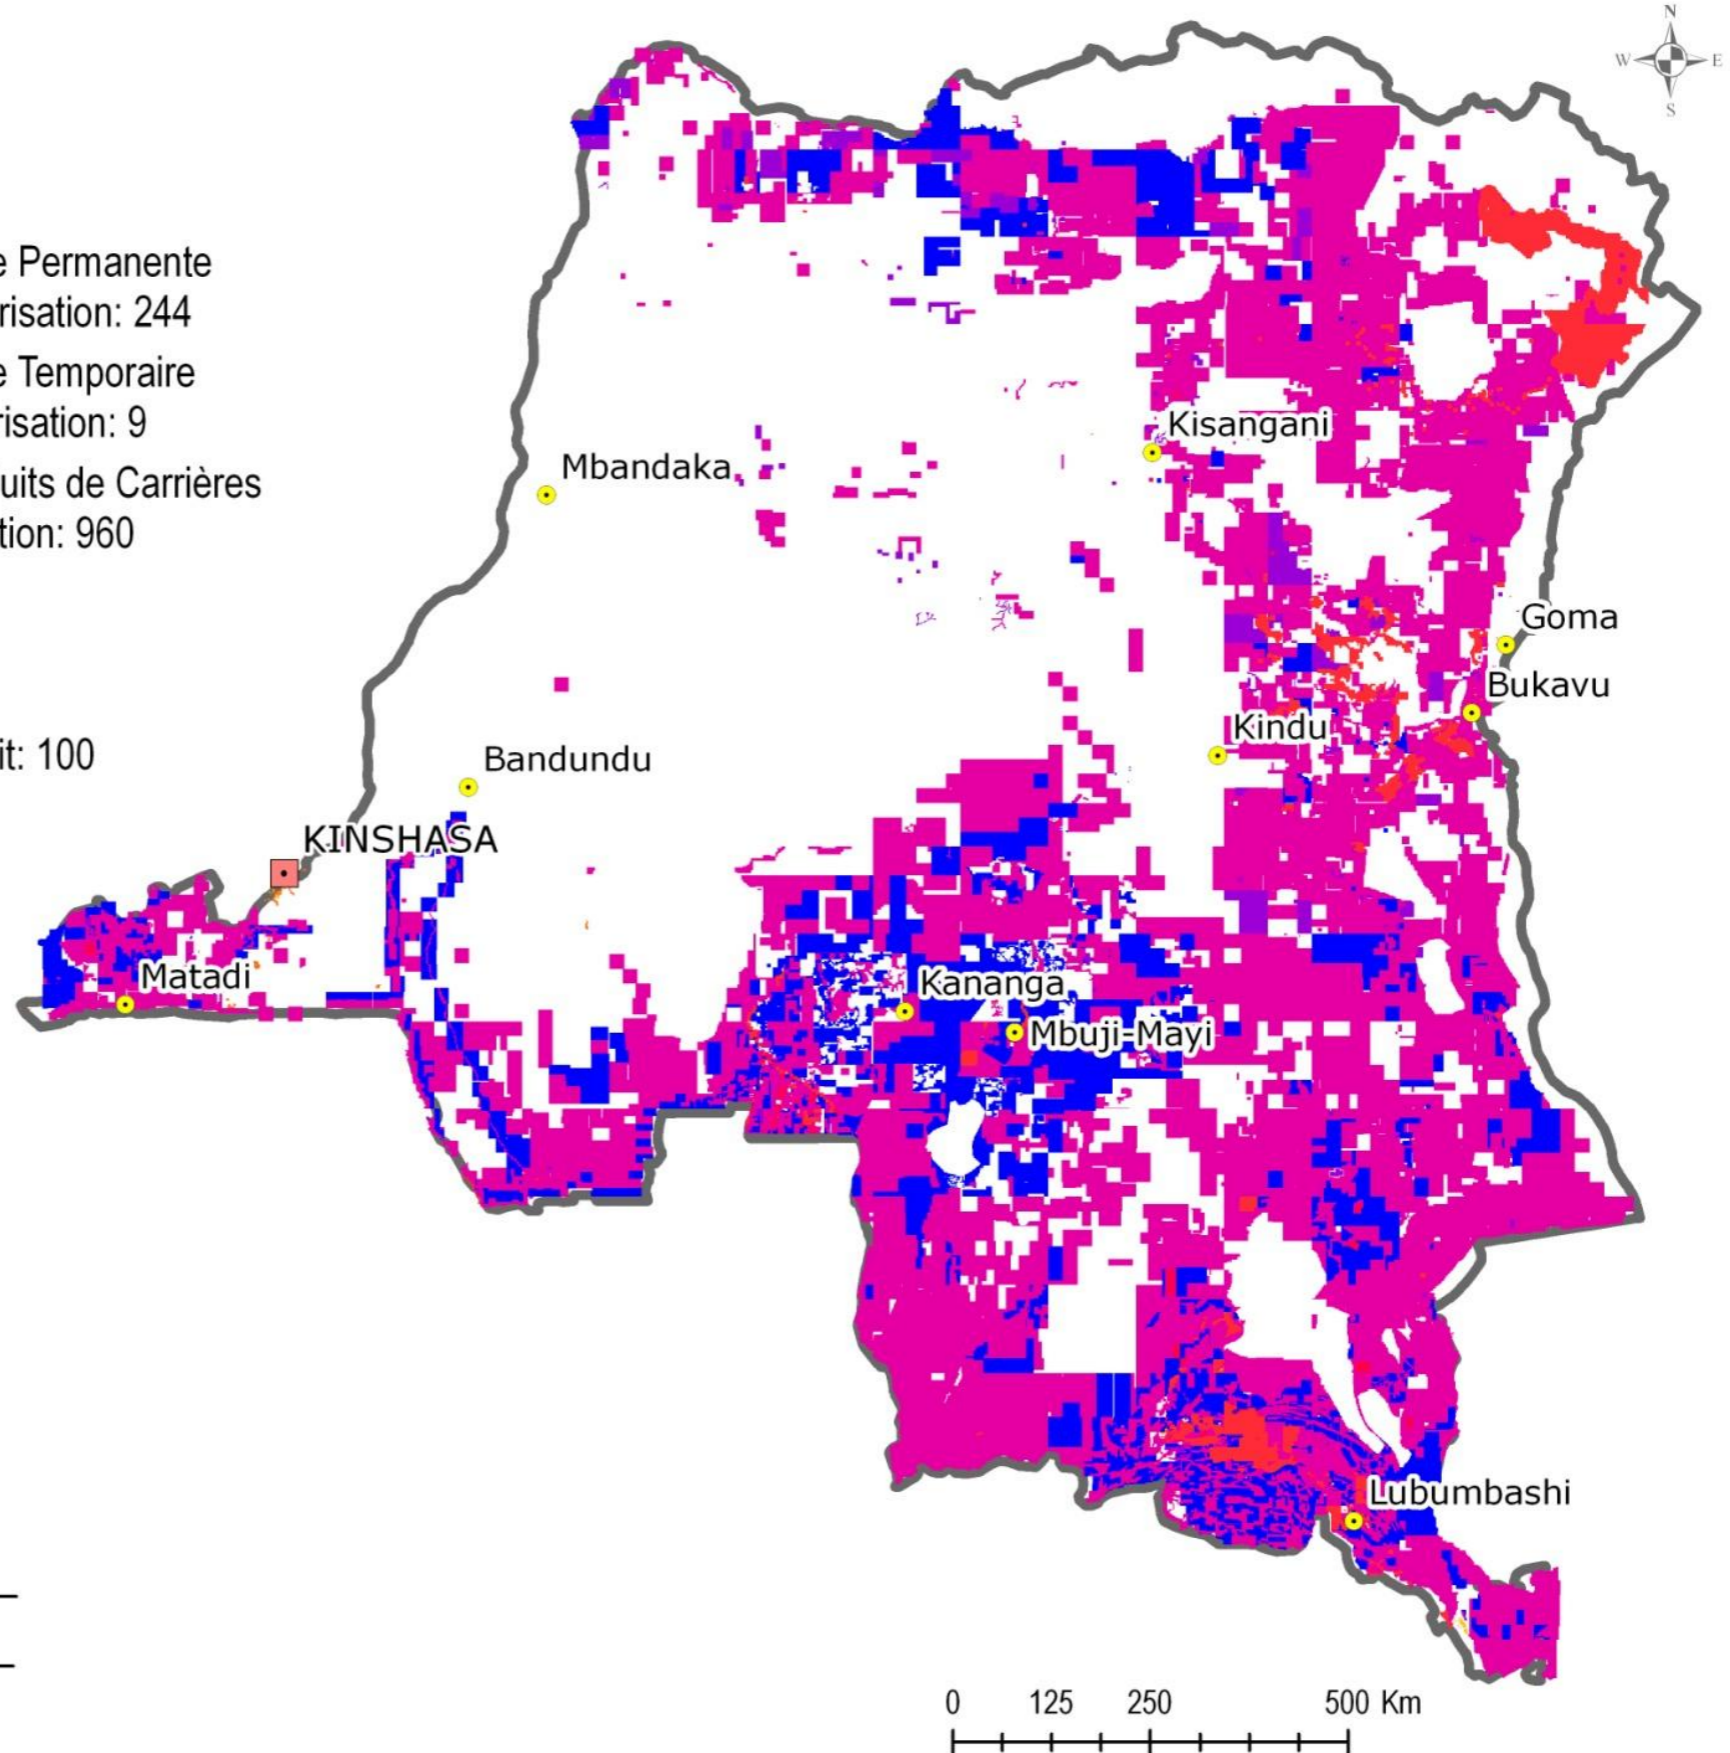 N
W E
S
e Permanente
risation: 244
e Temporaire
risation: 9
uits de Carrières
tion: 960
it: 100
Kisangani
Mbandaka
Goma
Bukavu
Kindu
Bandundu
KINSHASA
Matadi
Kananga
Mbuji-Mayi
Lubumbashi
0 125 250 500 Km